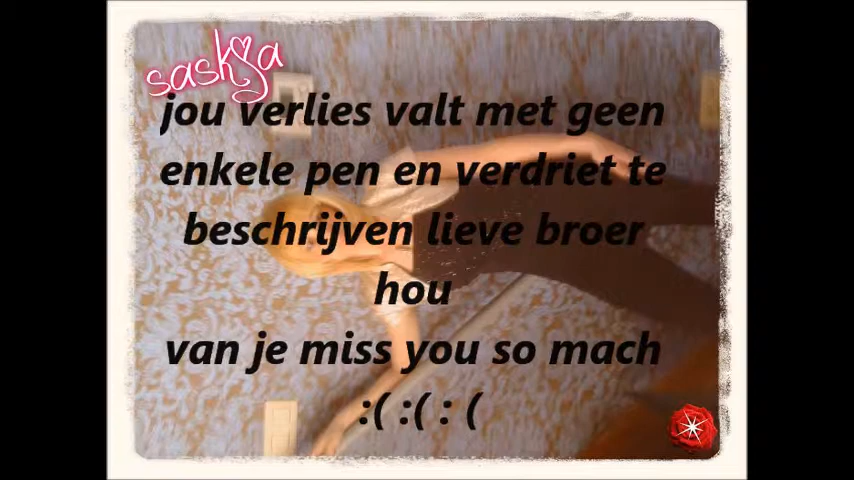 saskja
jou verlies valt met geen
enkele pen en verdriet te
beschrijven lieve broer
hou
van je miss you so mach
:( :( : (